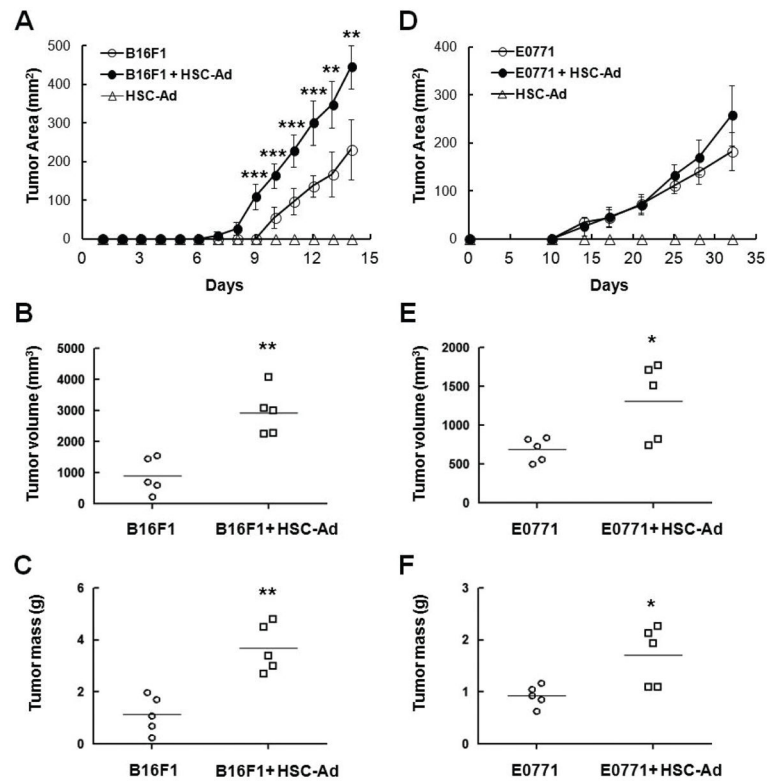 A
B16F1
B16F1 + HSC-Ad
HSC-Ad
Tumor Area (mm²)
500
400
300
200
100
0
*** *** *** *** ** **
0 3 6 9 12 15
Days
D
E0771
E0771 + HSC-Ad
HSC-Ad
Tumor Area (mm²)
400
300
200
100
0
0 5 10 15 20 25 30 35
Days
B
Tumor volume (mm³)
5000
4000
3000
2000
1000
0
**
B16F1 B16F1+HSC-Ad
E
Tumor volume (mm³)
2000
1500
1000
500
0
*
E0771 E0771+HSC-Ad
C
Tumor mass (g)
6
4
2
0
**
B16F1 B16F1+HSC-Ad
F
Tumor mass (g)
3
2
1
0
*
E0771 E0771+HSC-Ad